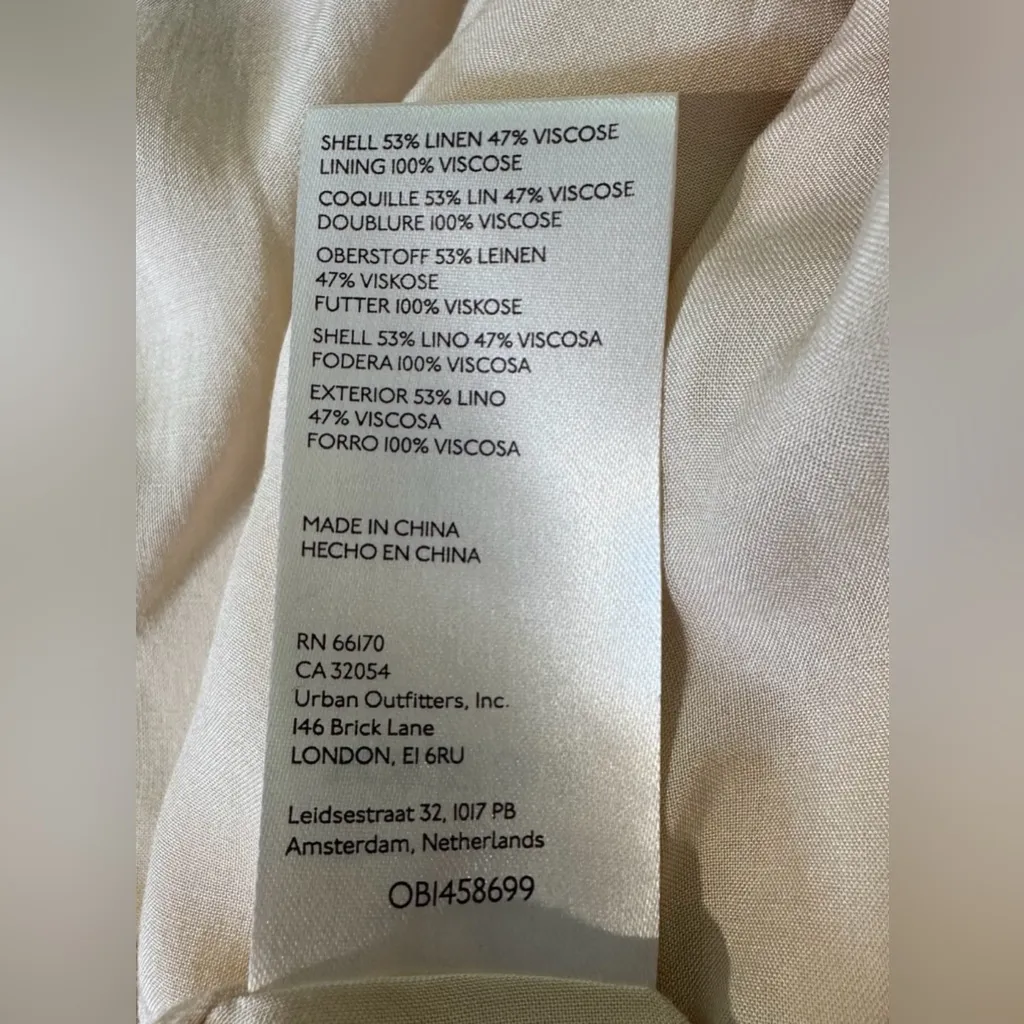 SHELL 53% LINEN 47% VISCOSE
LINING 100% VISCOSE
COQUILLE 53% LIN 47% VISCOSE
DOUBLURE 100% VISCOSE
OBERSTOFF 53% LEINEN
47% VISKOSE
FUTTER 100% VISKOSE
SHELL 53% LINO 47% VISCOSA
FODERA 100% VISCOSA
EXTERIOR 53% LINO
47% VISCOSA
FORRO 100% VISCOSA
MADE IN CHINA
HECHO EN CHINA
RN 66170
CA 32054
Urban Outfitters, Inc.
146 Brick Lane
LONDON, E1 6RU
Leidsestraat 32, 1017 PB
Amsterdam, Netherlands
OB1458699